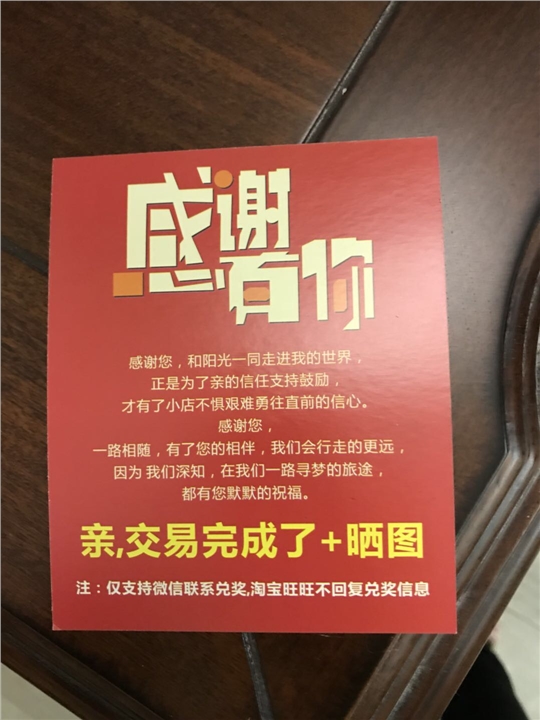 感谢
有你
感谢您，和阳光一同走进我的世界，
正是为了亲的信任支持鼓励，
才有了小店不惧艰难勇往直前的信心。
感谢您，
一路相随，有了您的相伴，我们会行走的更远，
因为 我们深知，在我们一路寻梦的旅途，
都有您默默的祝福。
亲,交易完成了+晒图
注：仅支持微信联系兑奖,淘宝旺旺不回复兑奖信息